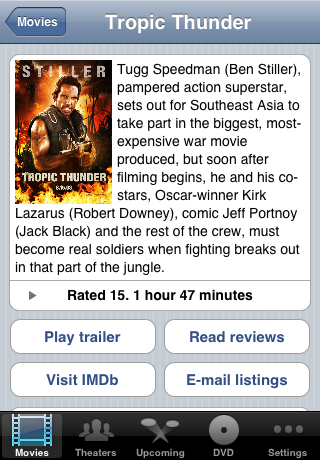 Movies
Tropic Thunder
STILLER
TROPIC THUNDER
Tugg Speedman (Ben Stiller),
pampered action superstar,
sets out for Southeast Asia to
take part in the biggest, most-
expensive war movie
produced, but soon after
filming begins, he and his co-
stars, Oscar-winner Kirk
Lazarus (Robert Downey), comic Jeff Portnoy
(Jack Black) and the rest of the crew, must
become real soldiers when fighting breaks out
in that part of the jungle.
Rated 15. 1 hour 47 minutes
Play trailer
Read reviews
Visit IMDb
E-mail listings
Movies
Theaters
Upcoming
DVD
Settings